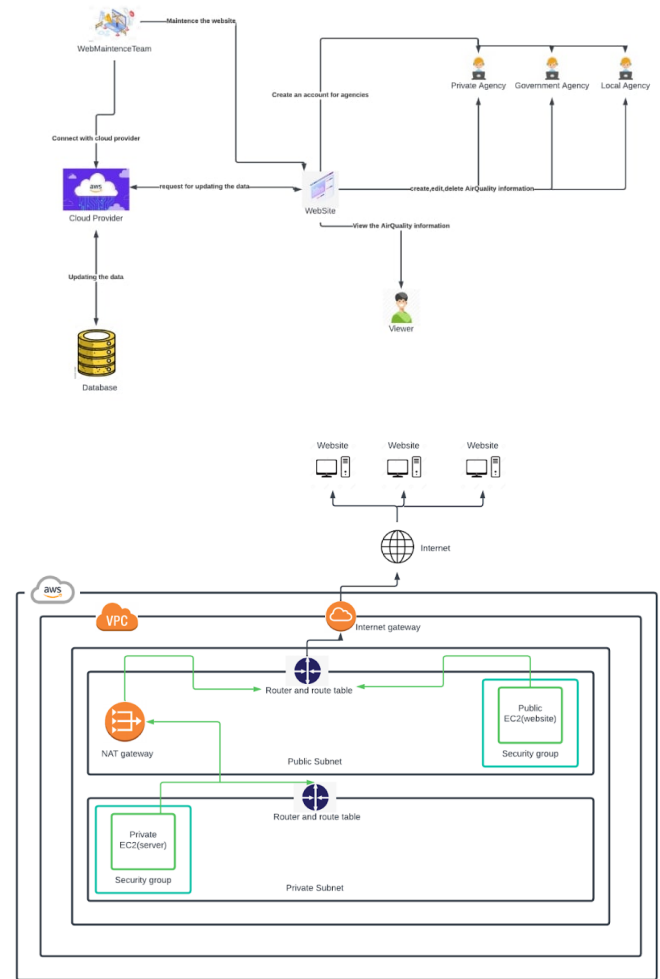 Maintence the website
WebMaintenceTeam
Private Agency
Government Agency
Local Agency
Create an account for agencies
Connect with cloud provider
aws
request for updating the data
create,edit,delete AirQuality information
Cloud Provider
WebSite
View the AirQuality information
Updating the data
Viewer
Database
Website
Website
Website
Internet
aws
VPC
Internet gateway
Router and route table
Public
EC2(website)
NAT gateway
Security group
Public Subnet
Router and route table
Private
EC2(server)
Security group
Private Subnet